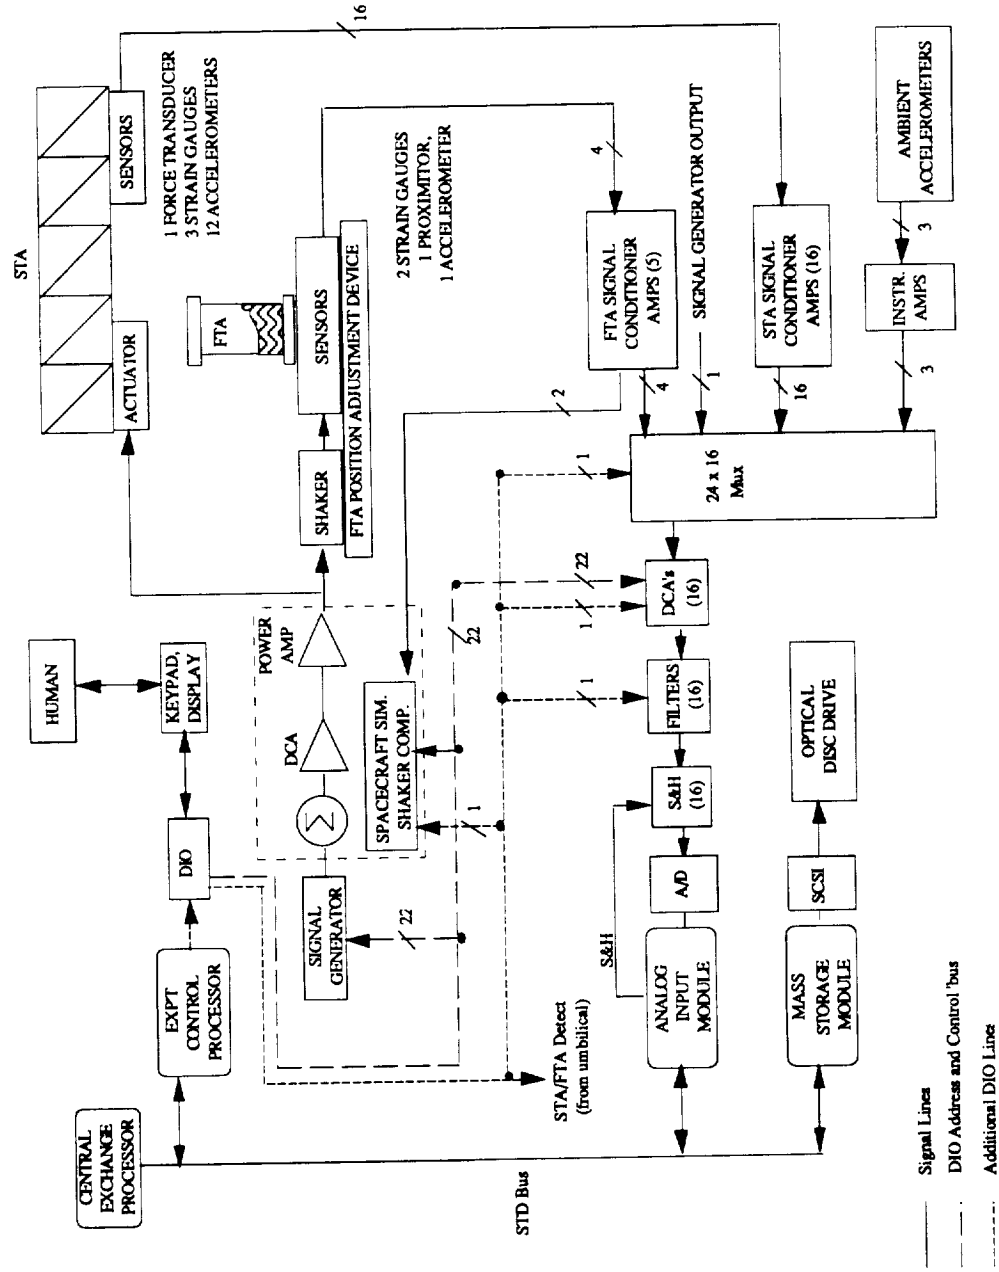 STA
SENSORS
16
1 FORCE TRANSDUCER
3 STRAIN GAUGES
12 ACCELEROMETERS
ACTUATOR
FTA
SENSORS
SHAKER
FTA POSITION ADJUSTMENT DEVICE
2 STRAIN GAUGES
1 PROXIMITOR,
1 ACCELEROMETER
4
FTA SIGNAL
CONDITIONER
AMPS (5)
2
4
SIGNAL GENERATOR OUTPUT
1
STA SIGNAL
CONDITIONER
AMPS (16)
16
AMBIENT
ACCELEROMETERS
3
INSTR.
AMPS
3
24 x 16
Mux
1
HUMAN
KEYPAD,
DISPLAY
DIO
EXPT
CONTROL
PROCESSOR
CENTRAL
EXCHANGE
PROCESSOR
POWER
AMP
DCA
Σ
SPACECRAFT SIM.
SHAKER COMP.
SIGNAL
GENERATOR
22
22
1
22
1
DCA's
(16)
1
FILTERS
(16)
S&H
(16)
A/D
S&H
ANALOG
INPUT
MODULE
OPTICAL
DISC DRIVE
SCSI
MASS
STORAGE
MODULE
STA/FTA Detect
(from umbilical)
STD Bus
Signal Lines
DIO Address and Control 'bus
Additional DIO Lines